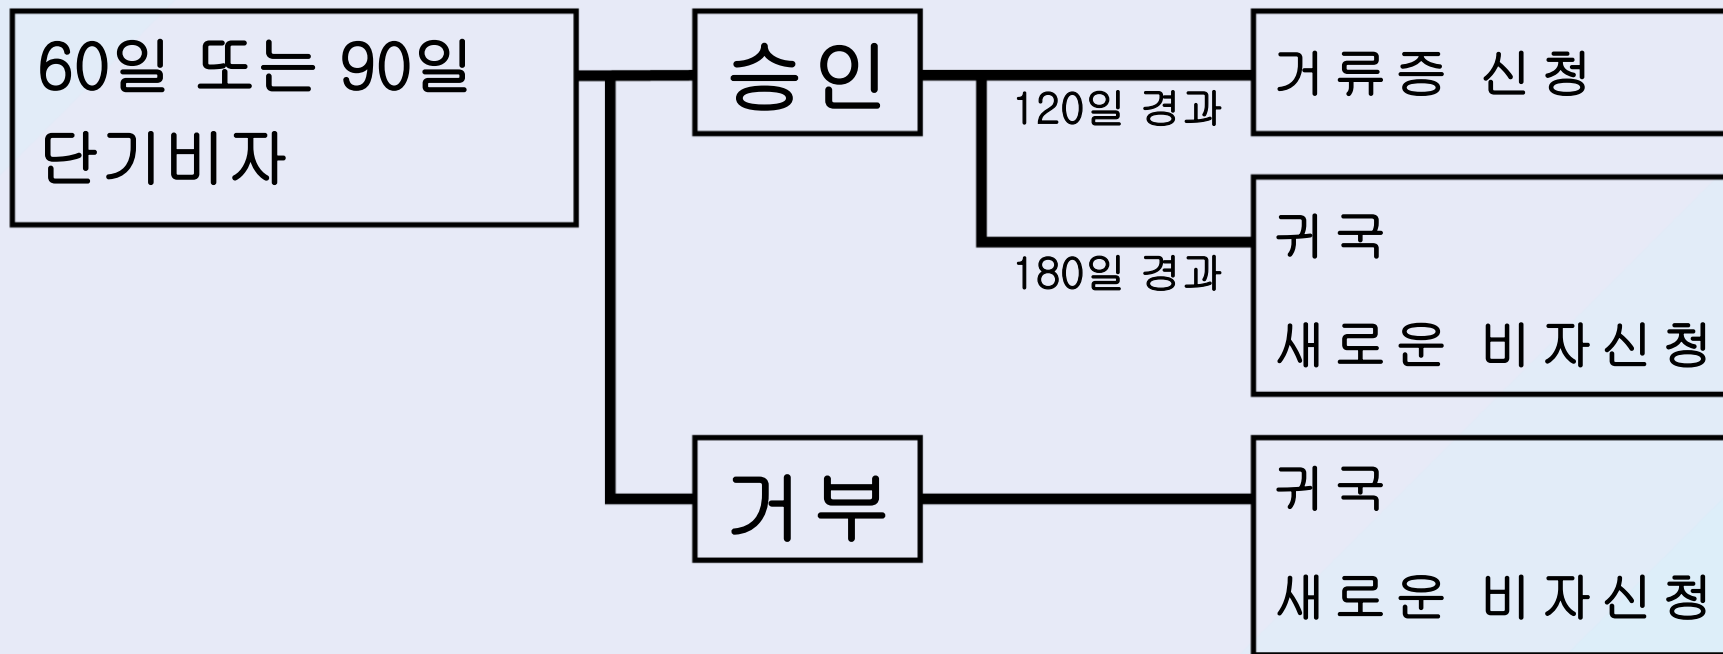 60일 또는 90일
단기비자
승인
120일 경과
180일 경과
거류증 신청
귀국
새로운 비자신청
거부
귀국
새로운 비자신청